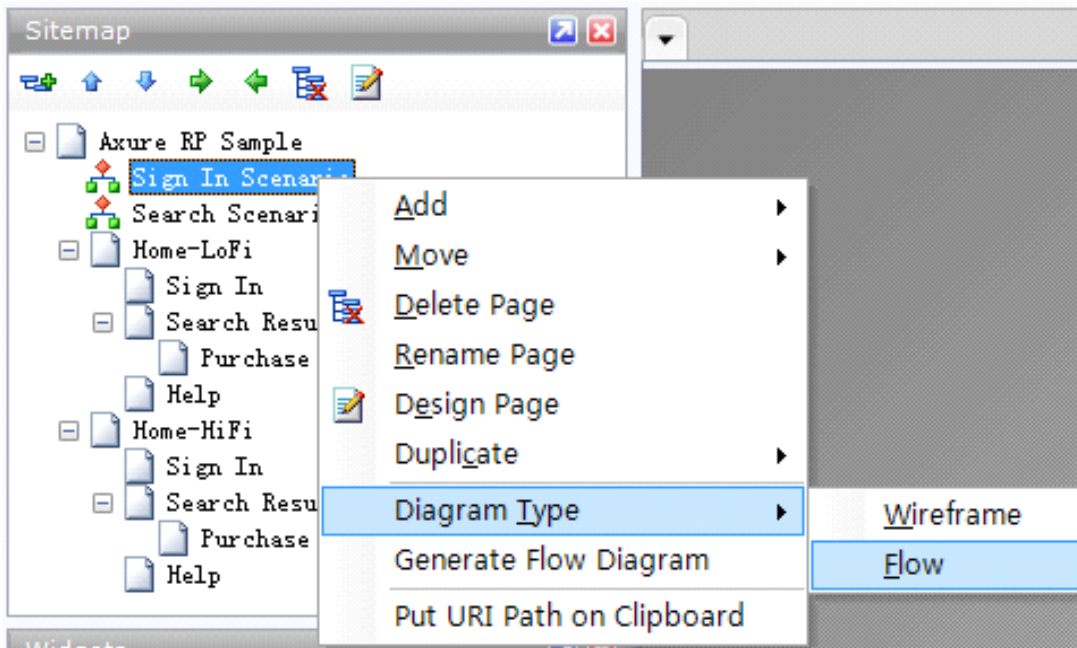 Sitemap
Axure RP Sample
Sign In Scenario
Search Scenari
Home-LoFi
Sign In
Search Resu
Purchase
Help
Home-HiFi
Sign In
Search Resu
Purchase
Help
Add
Move
Delete Page
Rename Page
Design Page
Duplicate
Diagram Type
Generate Flow Diagram
Put URI Path on Clipboard
Wireframe
Flow
Widgets